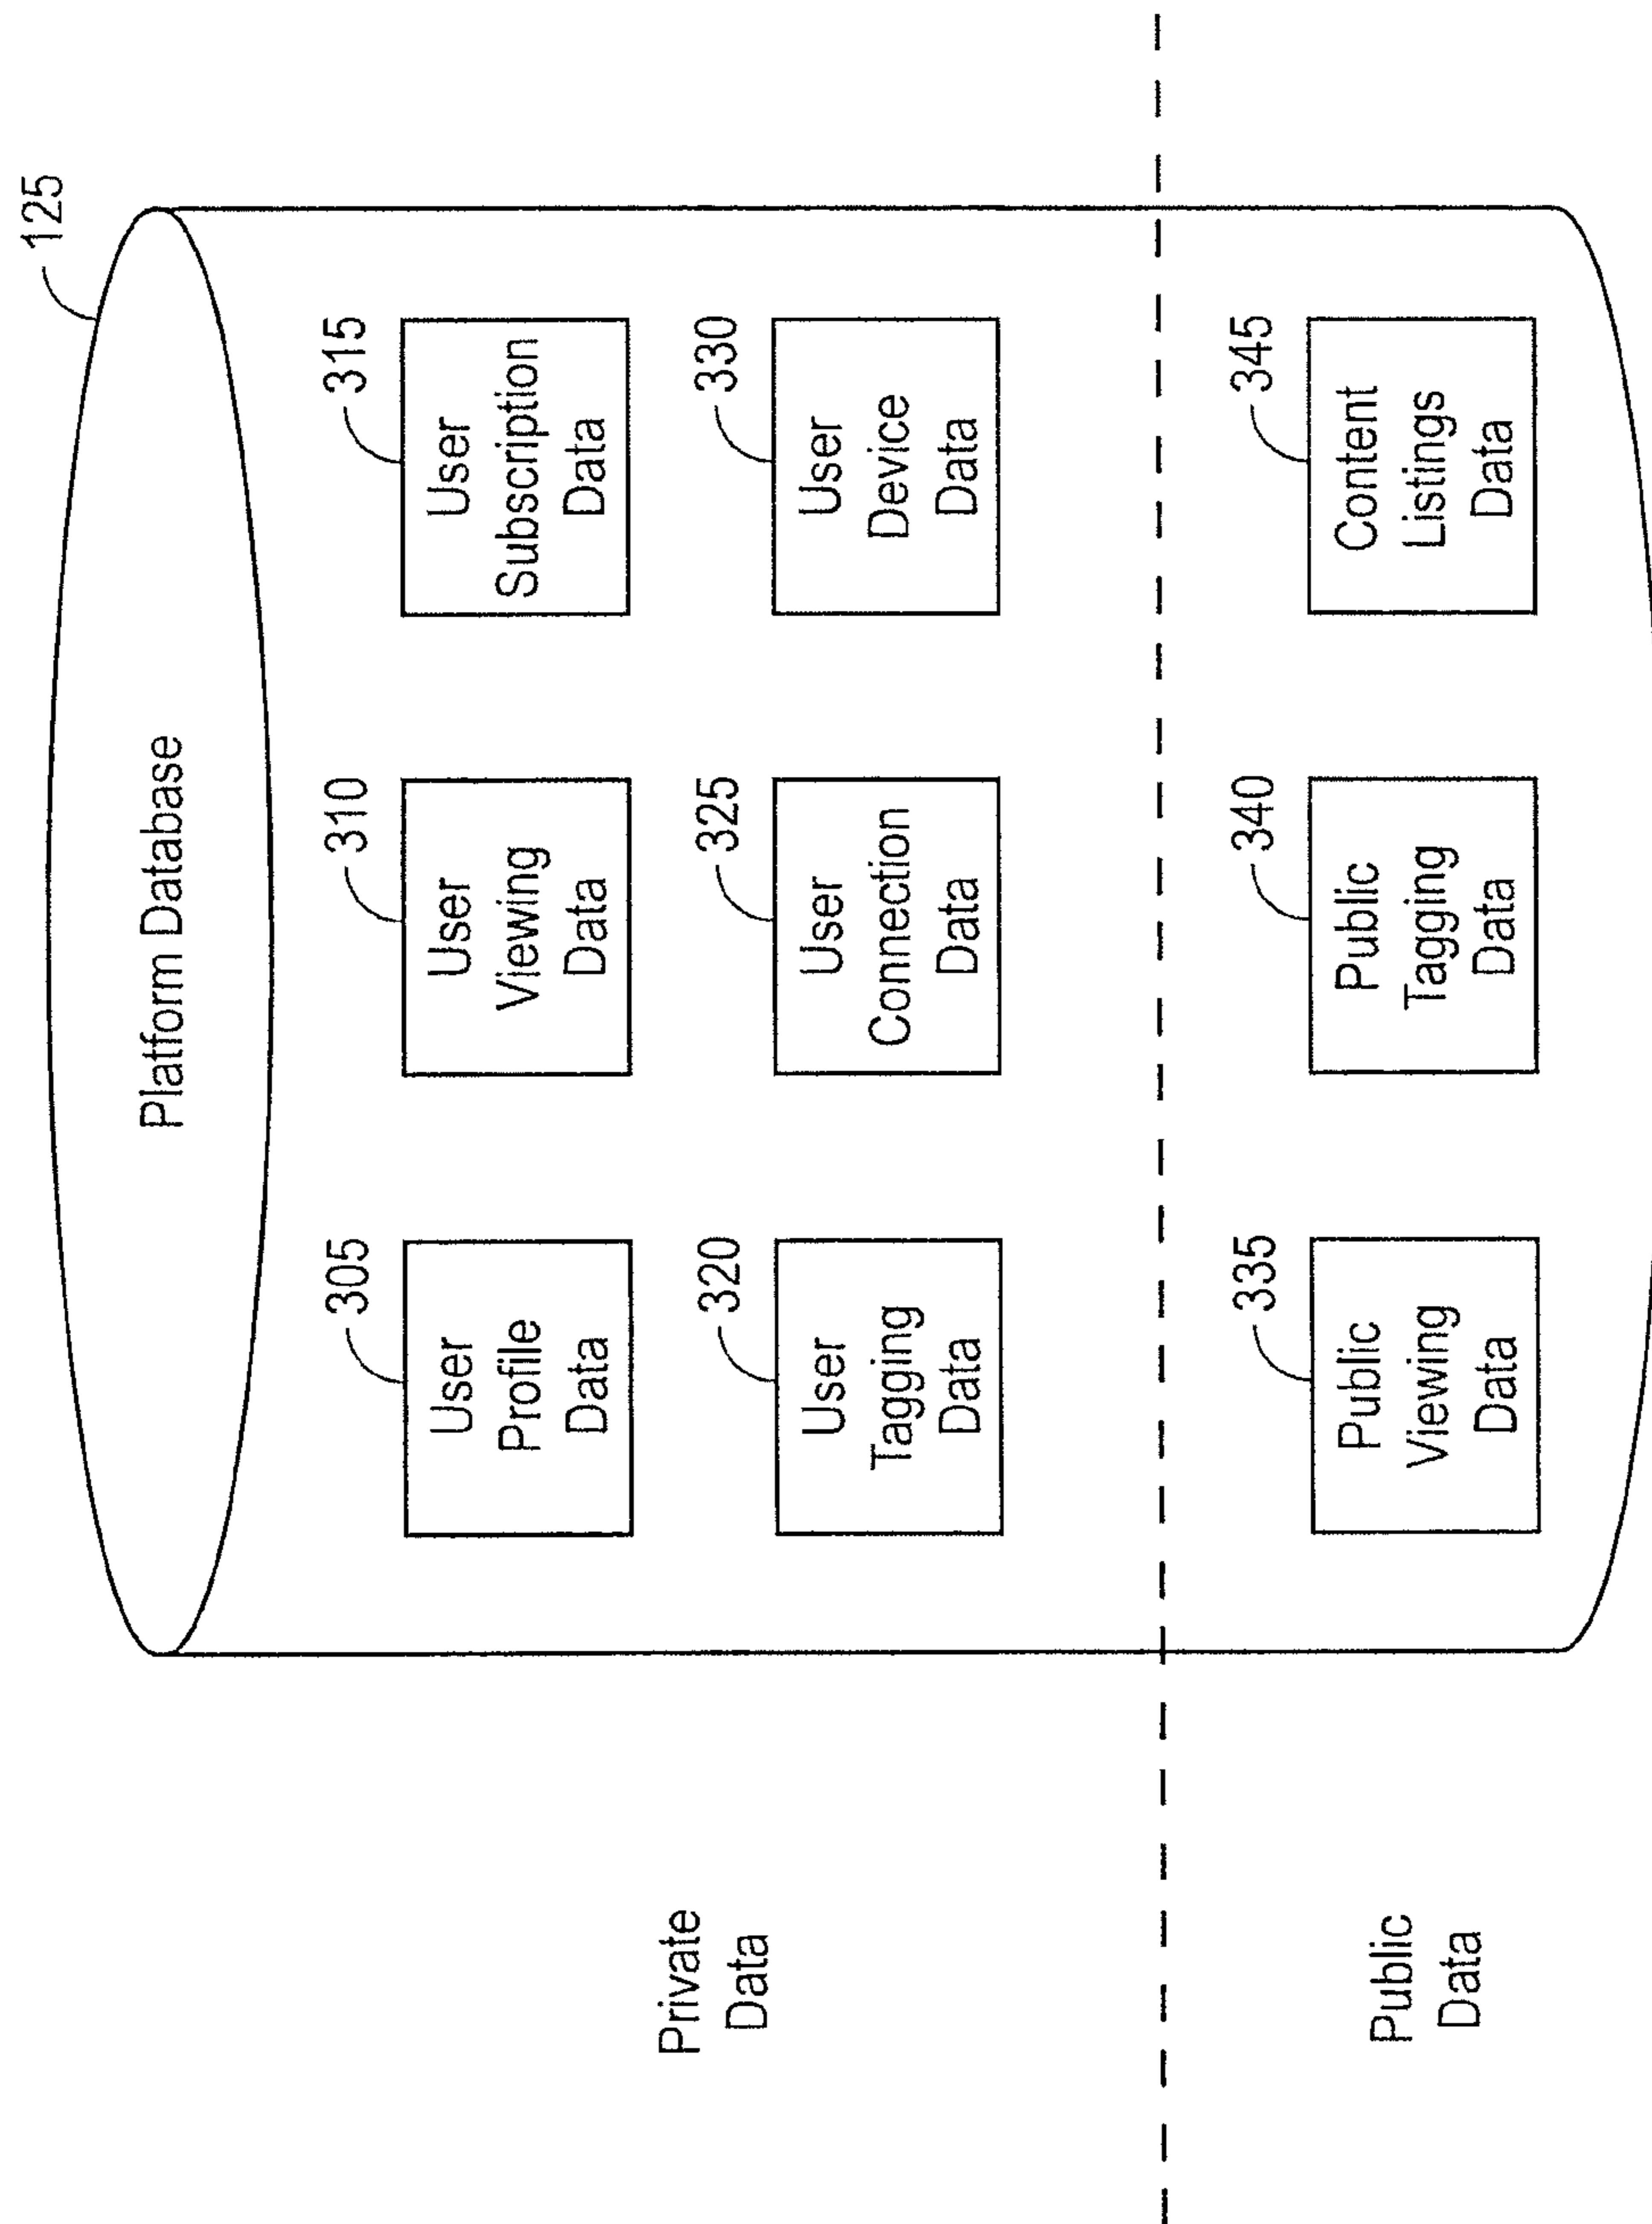 125
Platform Database
305
User
Profile
Data
310
User
Viewing
Data
315
User
Subscription
Data
320
User
Tagging
Data
325
User
Connection
Data
330
User
Device
Data
Private
Data
335
Public
Viewing
Data
340
Public
Tagging
Data
345
Content
Listings
Data
Public
Data